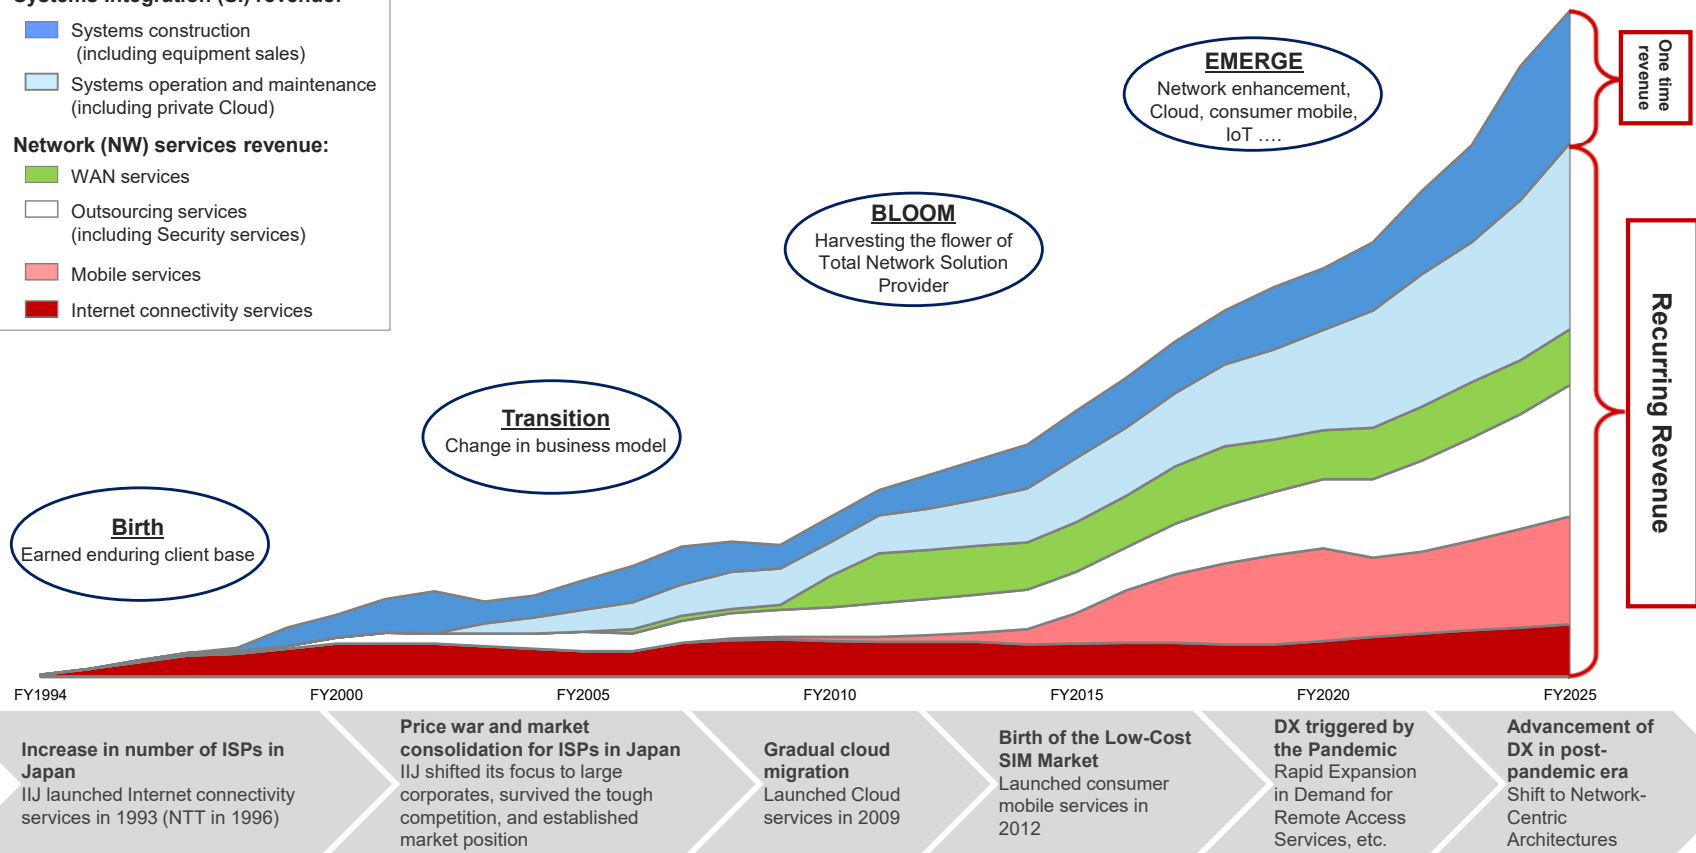 Systems Integration (SI) revenue:
Systems construction
(including equipment sales)
Systems operation and maintenance
(including private Cloud)
Network (NW) services revenue:
WAN services
Outsourcing services
(including Security services)
Mobile services
Internet connectivity services
Birth
Earned enduring client base
Transition
Change in business model
BLOOM
Harvesting the flower of
Total Network Solution
Provider
EMERGE
Network enhancement,
Cloud, consumer mobile,
IoT ....
One time
revenue
Recurring Revenue
FY1994
FY2000
FY2005
FY2010
FY2015
FY2020
FY2025
Increase in number of ISPs in
Japan
IIJ launched Internet connectivity
services in 1993 (NTT in 1996)
Price war and market
consolidation for ISPs in Japan
IIJ shifted its focus to large
corporates, survived the tough
competition, and established
market position
Gradual cloud
migration
Launched Cloud
services in 2009
Birth of the Low-Cost
SIM Market
Launched consumer
mobile services in
2012
DX triggered by
the Pandemic
Rapid Expansion
in Demand for
Remote Access
Services, etc.
Advancement of
DX in post-
pandemic era
Shift to Network-
Centric
Architectures